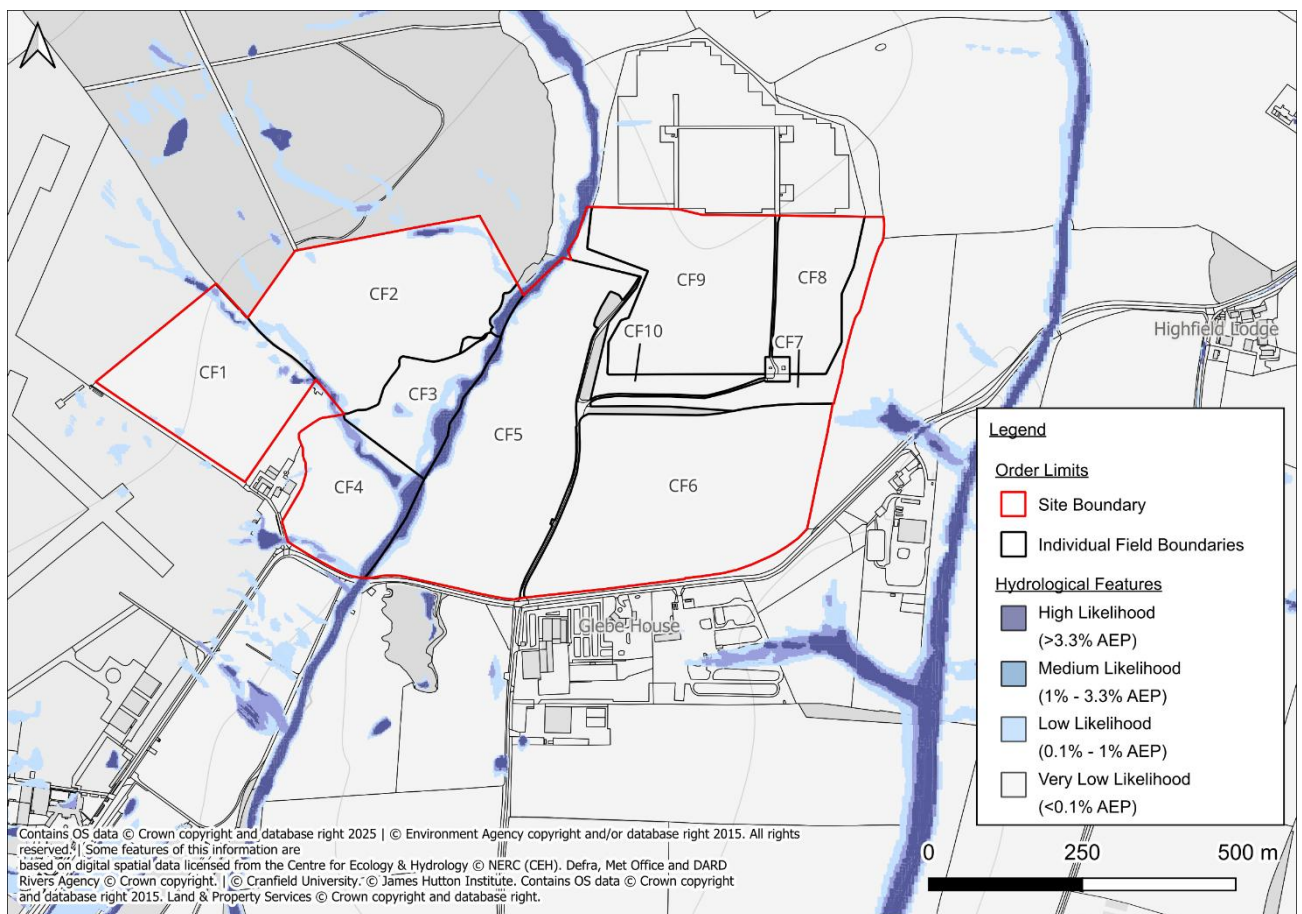 CF9
CF8
CF2
CF10
CF7
Highfield Lodge
CF1
CF3
CF5
CF4
CF6
Glebe House
Legend
Order Limits
Site Boundary
Individual Field Boundaries
Hydrological Features
High Likelihood
(>3.3% AEP)
Medium Likelihood
(1% - 3.3% AEP)
Low Likelihood
(0.1% - 1% AEP)
Very Low Likelihood
(<0.1% AEP)
0 250 500 m
Contains OS data © Crown copyright and database right 2025 | © Environment Agency copyright and/or database right 2015. All rights
reserved. | Some features of this information are
based on digital spatial data licensed from the Centre for Ecology & Hydrology © NERC (CEH). Defra, Met Office and DARD
Rivers Agency © Crown copyright. | © Cranfield University. © James Hutton Institute. Contains OS data © Crown copyright
and database right 2015. Land & Property Services © Crown copyright and database right.